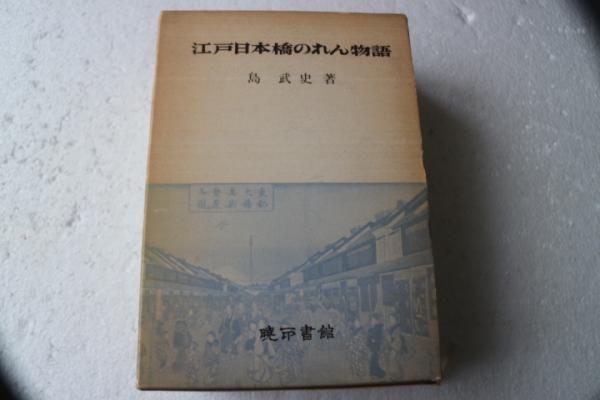 江戸日本橋のれん物語
島 武史著
暁印書館